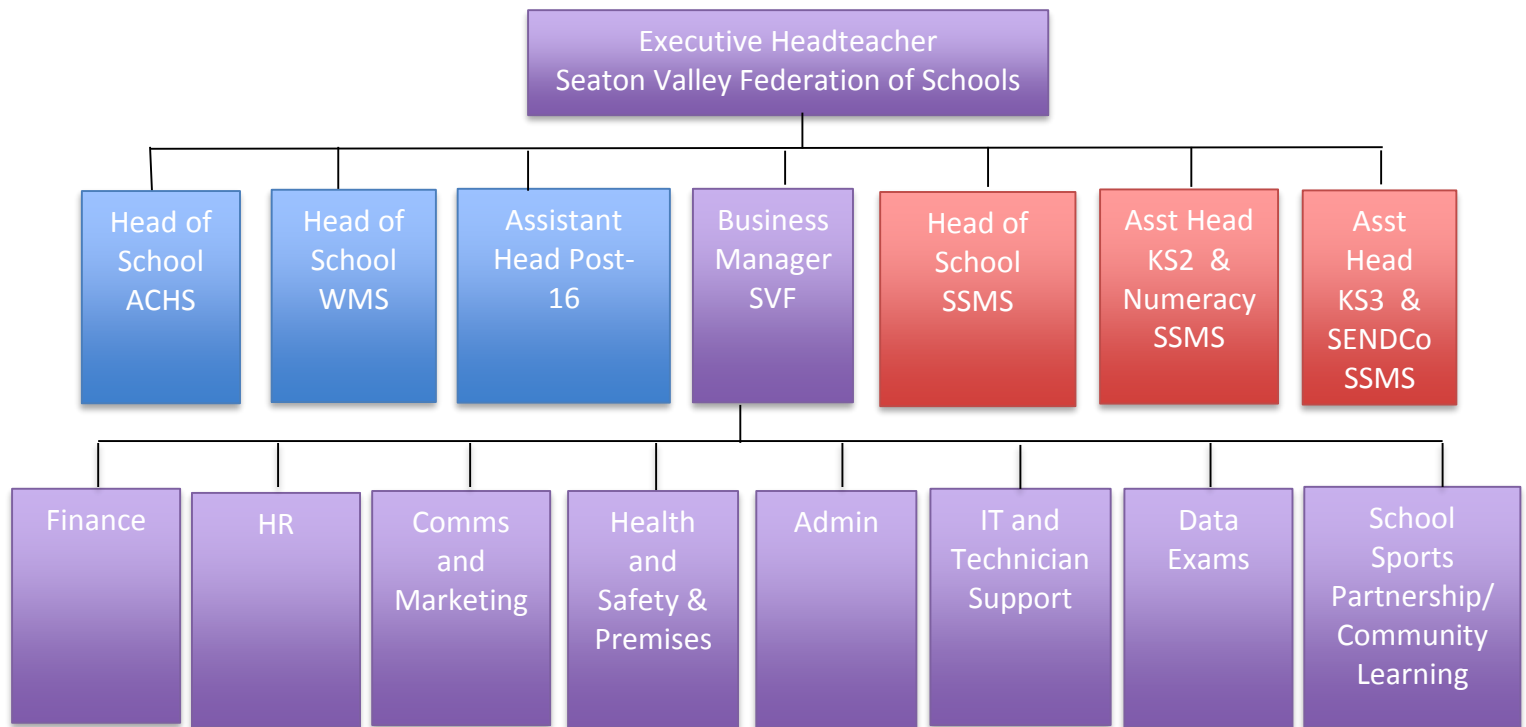 Executive Headteacher
Seaton Valley Federation of Schools
Head of
School
ACHS
Head of
School
WMS
Assistant
Head Post-
16
Business
Manager
SVF
Head of
School
SSMS
Asst Head
KS2 &
Numeracy
SSMS
Asst
Head
KS3 &
SENDCo
SSMS
Finance
HR
Comms
and
Marketing
Health
and
Safety &
Premises
Admin
IT and
Technician
Support
Data
Exams
School
Sports
Partnership/
Community
Learning